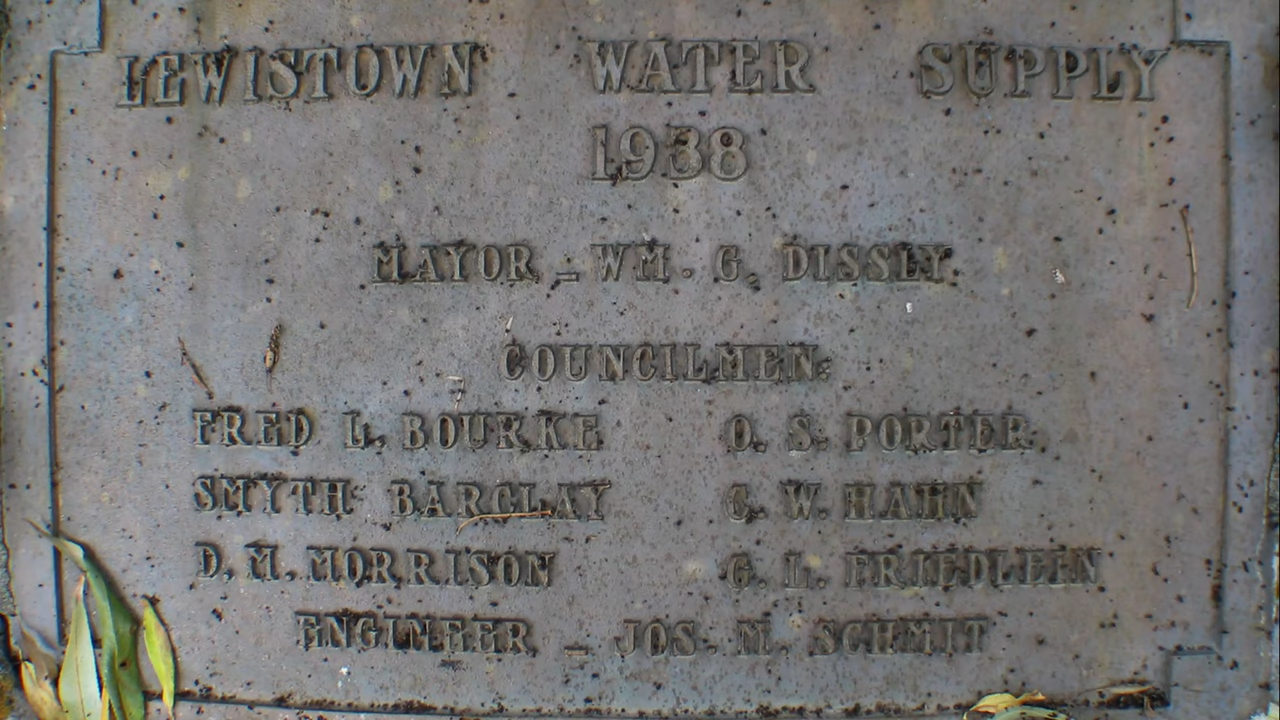 LEWISTOWN WATER SUPPLY
1938
MAYOR - WM. G. DISSLY.
COUNCILMEN:
FRED L. BOURKE O. S. PORTER
SMYTH BARCLAY C. W. HAHN
D. M. MORRISON G. L. FRIEDLEIN
ENGINEER - JOS. M. SCHMIT